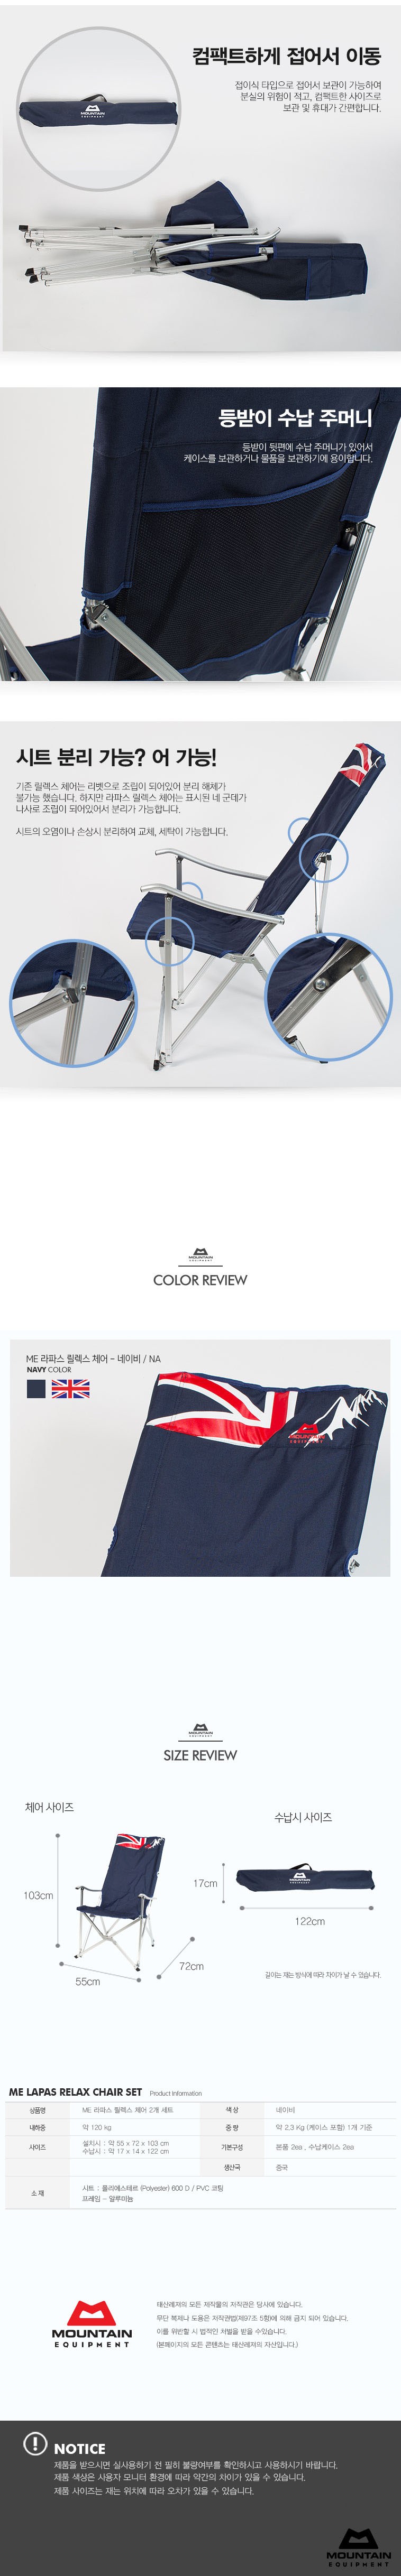 컴팩트하게 접어서 이동
접이식 타입으로 접어서 보관이 가능하여
분실의 위험이 적고, 컴팩트한 사이즈로
보관 및 휴대가 간편합니다.
MOUNTAIN
EQUIPMENT
등받이 수납 주머니
등받이 뒷편에 수납 주머니가 있어서
케이스를 보관하거나 물품을 보관하기에 용이합니다.
시트 분리 가능? 어 가능!
기존 릴렉스 체어는 리벳으로 조립이 되어있어 분리 해체가
불가능 했습니다. 하지만 라파스 릴렉스 체어는 표시된 네 군데가
나사로 조립이 되어있어서 분리가 가능합니다.
시트의 오염이나 손상시 분리하여 교체, 세탁이 가능합니다.
MOUNTAIN
EQUIPMENT
COLOR REVIEW
ME 라파스 릴렉스 체어 - 네이비 / NA
NAVY COLOR
MOUNTAIN
EQUIPMENT
MOUNTAIN
EQUIPMENT
SIZE REVIEW
체어 사이즈
수납시 사이즈
103cm
55cm
72cm
17cm
MOUNTAIN
EQUIPMENT
122cm
길이는 재는 방식에 따라 차이가 날 수 있습니다.
ME LAPAS RELAX CHAIR SET Product Information
상품명 ME 라파스 릴렉스 체어 2개 세트 색 상 네이비
내하중 약 120 kg 중 량 약 2.3 Kg (케이스 포함) 1개 기준
사이즈 설치시 : 약 55 x 72 x 103 cm
수납시 : 약 17 x 14 x 122 cm
기본구성 본품 2ea , 수납케이스 2ea
생산국 중국
소 재 시트 : 폴리에스테르 (Polyester) 600 D / PVC 코팅
프레임 - 알루미늄
MOUNTAIN
EQUIPMENT
태산레져의 모든 제작물의 저작권은 당사에 있습니다.
무단 복제나 도용은 저작권법(제97조 5항)에 의해 금지 되어 있습니다.
이를 위반할 시 법적인 처벌을 받을 수있습니다.
(본페이지의 모든 콘텐츠는 태산레져의 자산입니다.)
NOTICE
제품을 받으시면 실사용하기 전 필히 불량여부를 확인하시고 사용하시기 바랍니다.
제품 색상은 사용자 모니터 환경에 따라 약간의 차이가 있을 수 있습니다.
제품 사이즈는 재는 위치에 따라 오차가 있을 수 있습니다.
MOUNTAIN
EQUIPMENT